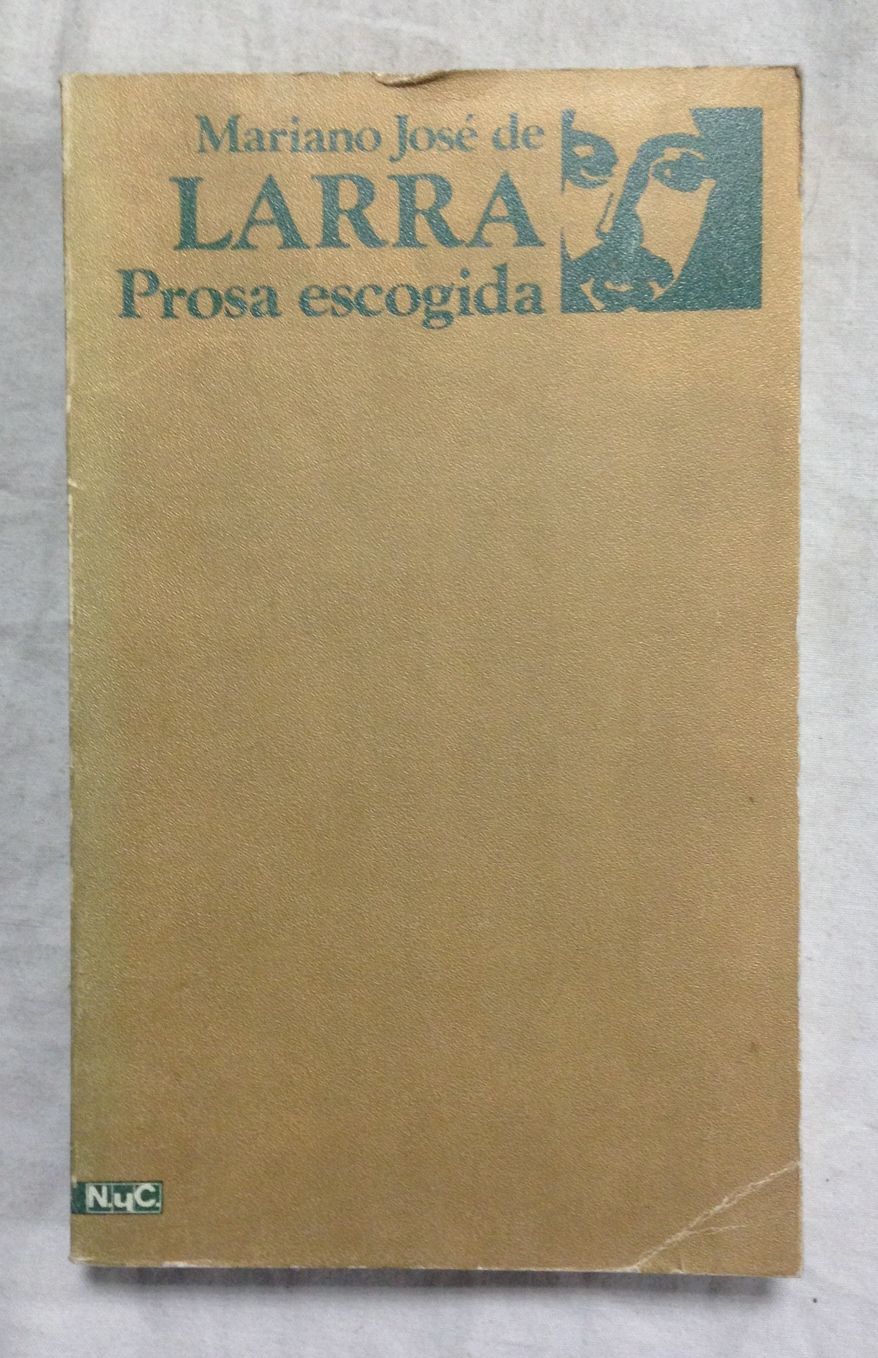 Mariano José de
LARRA
Prosa escogida
N.yC.